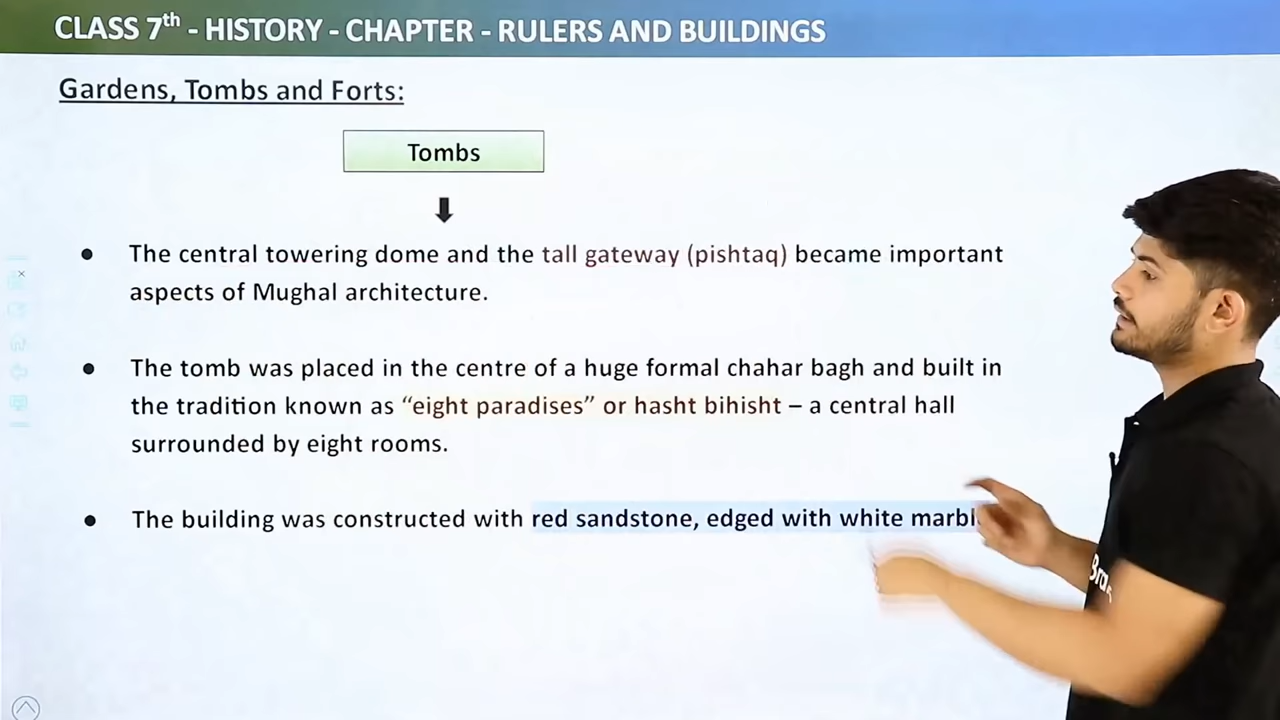 CLASS 7th - HISTORY - CHAPTER - RULERS AND BUILDINGS
Gardens, Tombs and Forts:
Tombs
● The central towering dome and the tall gateway (pishtaq) became important
aspects of Mughal architecture.
● The tomb was placed in the centre of a huge formal chahar bagh and built in
the tradition known as “eight paradises” or hasht bihisht – a central hall
surrounded by eight rooms.
● The building was constructed with red sandstone, edged with white marbl